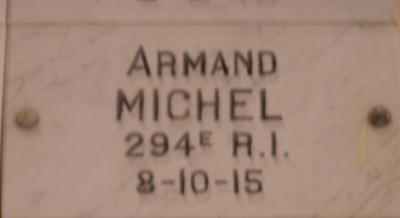 ARMAND
MICHEL
294E R.I.
8-10-15